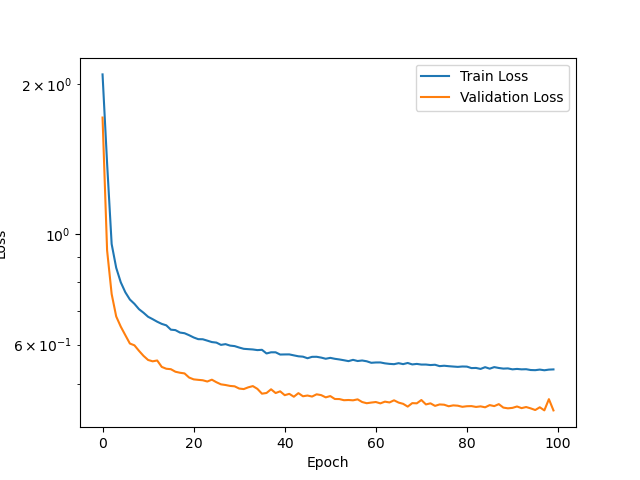 Train Loss
Validation Loss
2 × 10⁰
10⁰
6 × 10⁻¹
Loss
0 20 40 60 80 100
Epoch